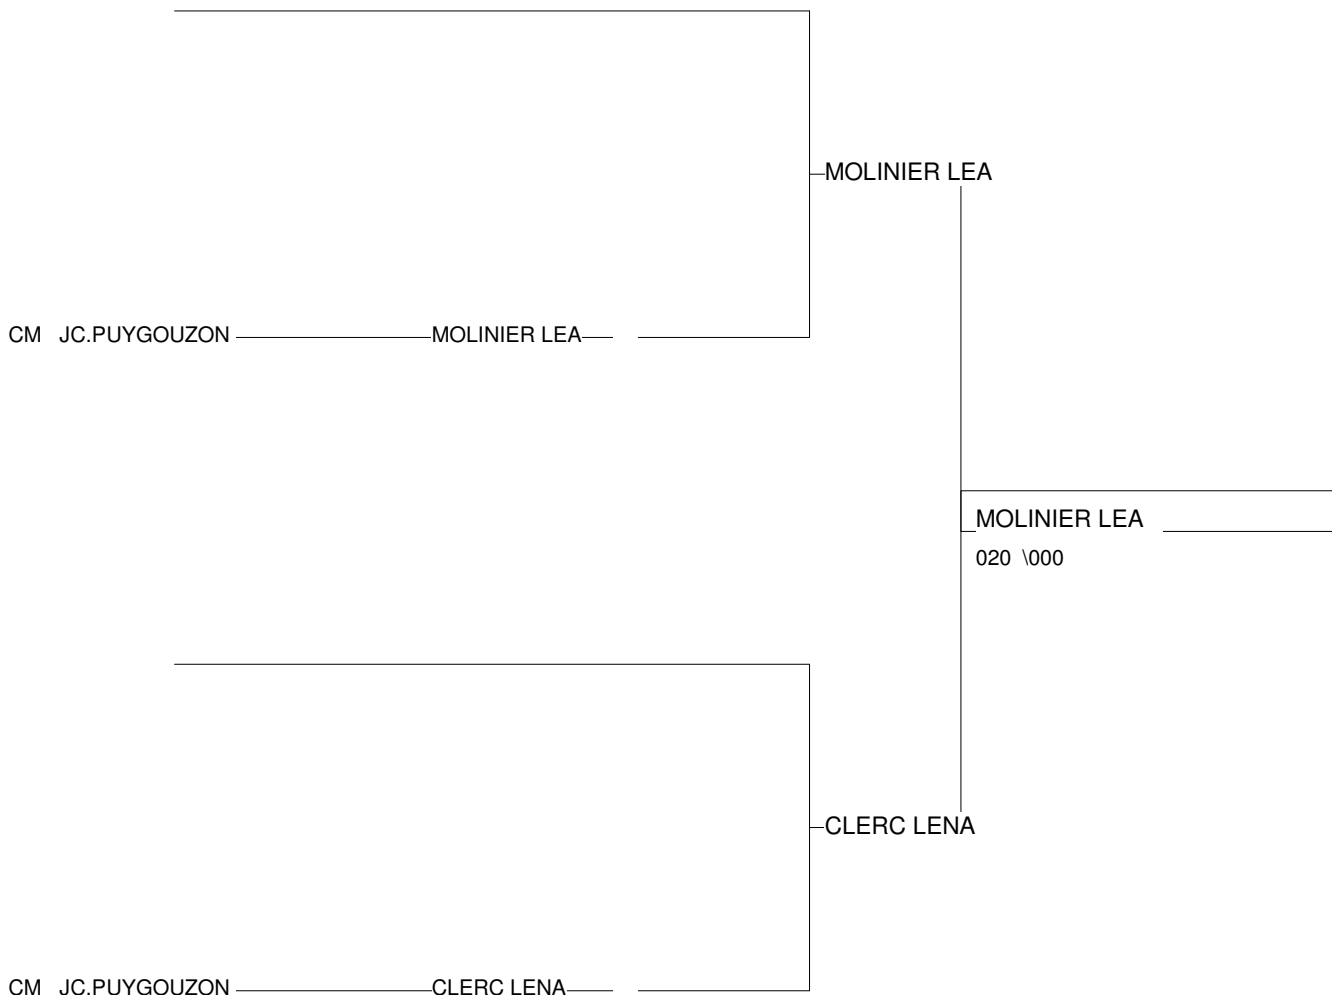 MOLINIER LEA
CM JC.PUYGOUZON MOLINIER LEA
MOLINIER LEA
020 \000
CLERC LENA
CM JC.PUYGOUZON CLERC LENA